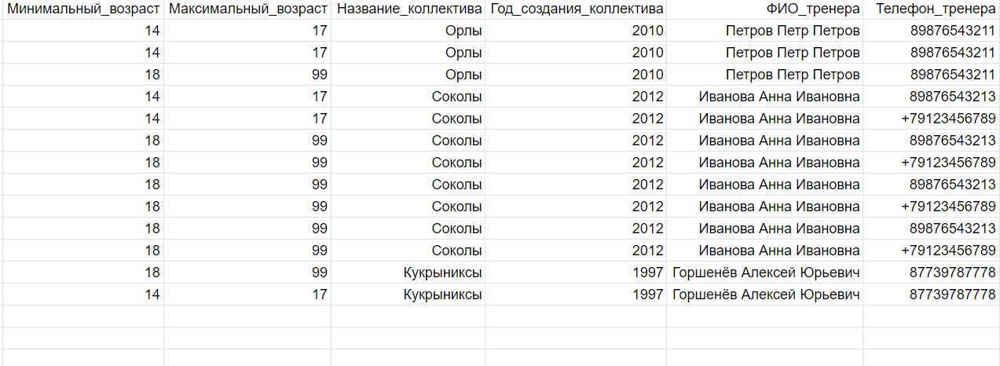 Минимальный_возраст Максимальный_возраст Название_коллектива Год_создания_коллектива ФИО_тренера Телефон_тренера
14 17 Орлы 2010 Петров Петр Петров 89876543211
14 17 Орлы 2010 Петров Петр Петров 89876543211
18 99 Орлы 2010 Петров Петр Петров 89876543211
14 17 Соколы 2012 Иванова Анна Ивановна 89876543213
14 17 Соколы 2012 Иванова Анна Ивановна +79123456789
18 99 Соколы 2012 Иванова Анна Ивановна 89876543213
18 99 Соколы 2012 Иванова Анна Ивановна +79123456789
18 99 Соколы 2012 Иванова Анна Ивановна 89876543213
18 99 Соколы 2012 Иванова Анна Ивановна +79123456789
18 99 Соколы 2012 Иванова Анна Ивановна 89876543213
18 99 Соколы 2012 Иванова Анна Ивановна +79123456789
18 99 Кукрыниксы 1997 Горшенёв Алексей Юрьевич 87739787778
14 17 Кукрыниксы 1997 Горшенёв Алексей Юрьевич 87739787778